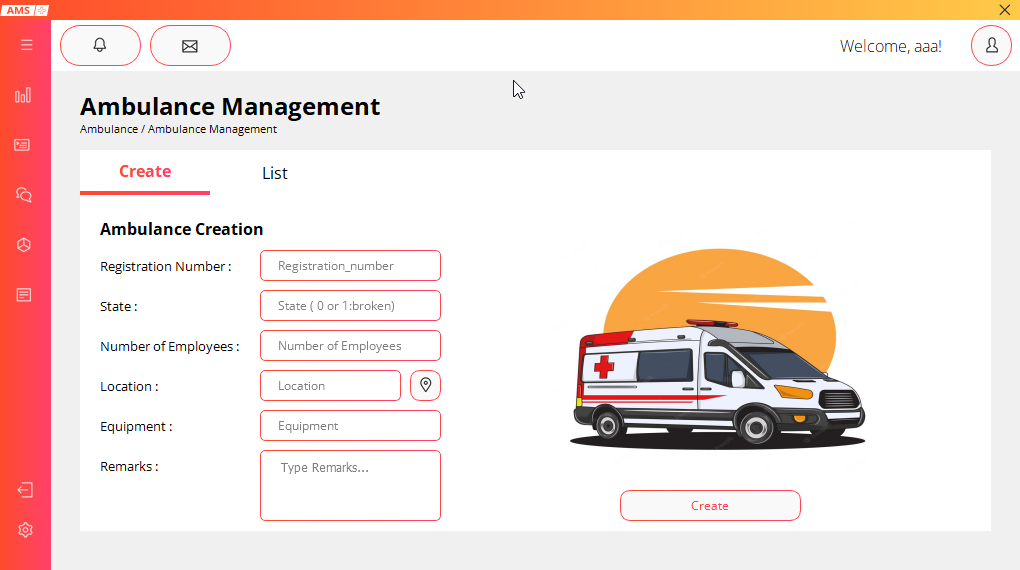 AMS
Welcome, aaa!
Ambulance Management
Ambulance / Ambulance Management
Create
List
Ambulance Creation
Registration Number :
Registration_number
State :
State ( 0 or 1:broken)
Number of Employees :
Number of Employees
Location :
Location
Equipment :
Equipment
Remarks :
Type Remarks...
Create